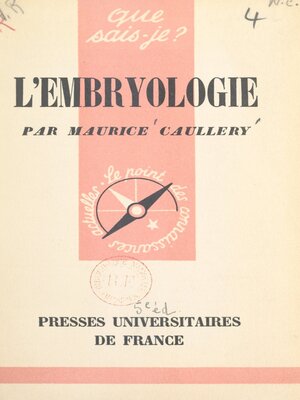 que
sais-je?
4
L'EMBRYOLOGIE
PAR MAURICE CAULLERY
Le point des connaissances actuelles
5e éd.
PRESSES UNIVERSITAIRES
DE FRANCE